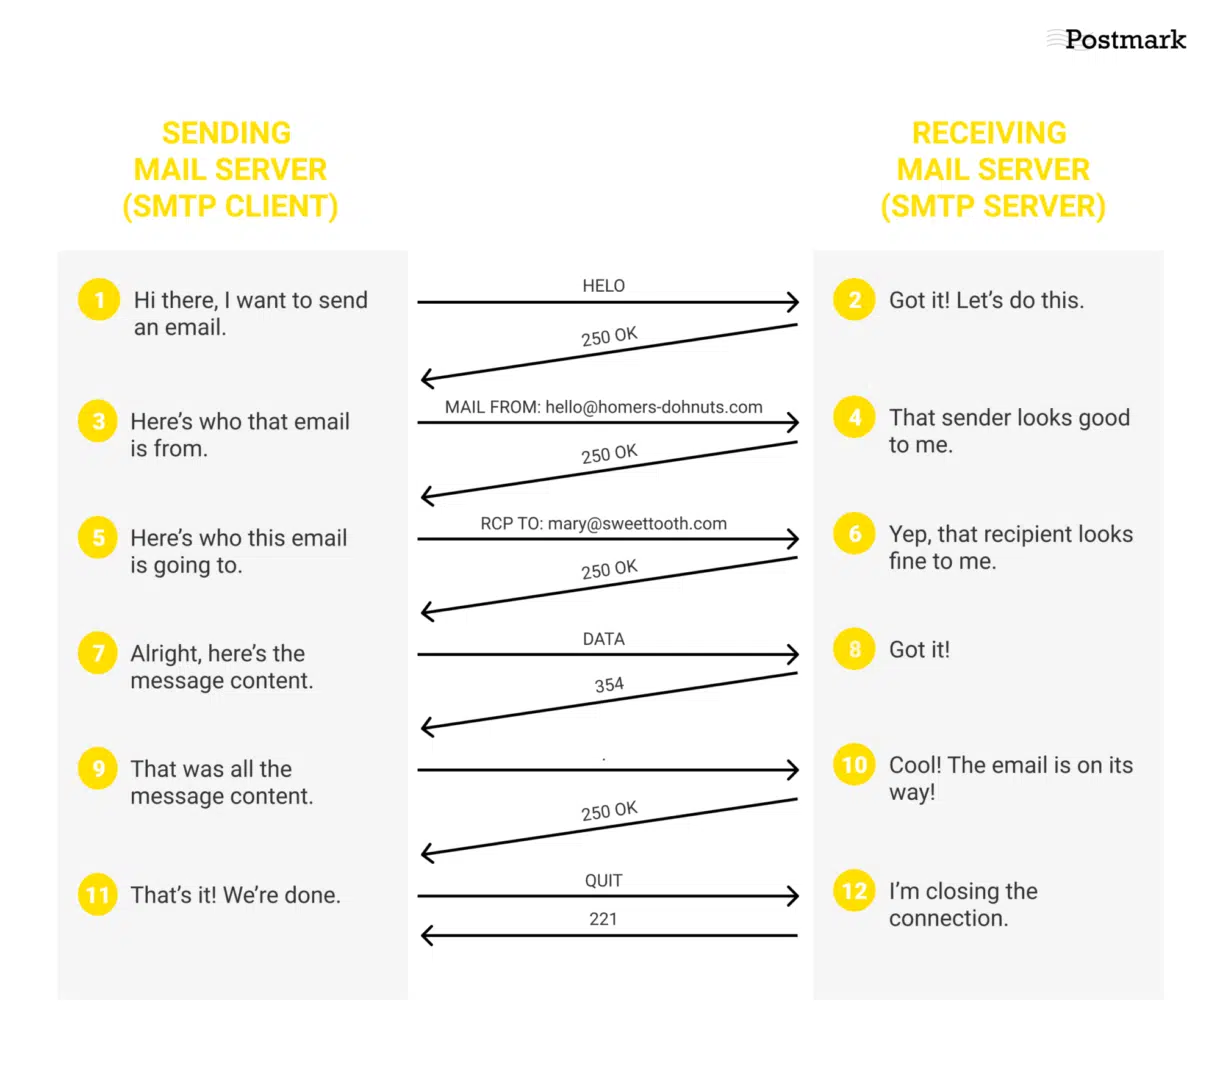 Postmark
SENDING
MAIL SERVER
(SMTP CLIENT)
RECEIVING
MAIL SERVER
(SMTP SERVER)
1
Hi there, I want to send
an email.
HELO
2
Got it! Let’s do this.
250 OK
3
Here’s who that email
is from.
MAIL FROM: hello@homers-dohnuts.com
4
That sender looks good
to me.
250 OK
5
Here’s who this email
is going to.
RCP TO: mary@sweettooth.com
6
Yep, that recipient looks
fine to me.
250 OK
7
Alright, here’s the
message content.
DATA
8
Got it!
354
9
That was all the
message content.
.
10
Cool! The email is on its
way!
250 OK
11
That’s it! We’re done.
QUIT
12
I’m closing the
connection.
221